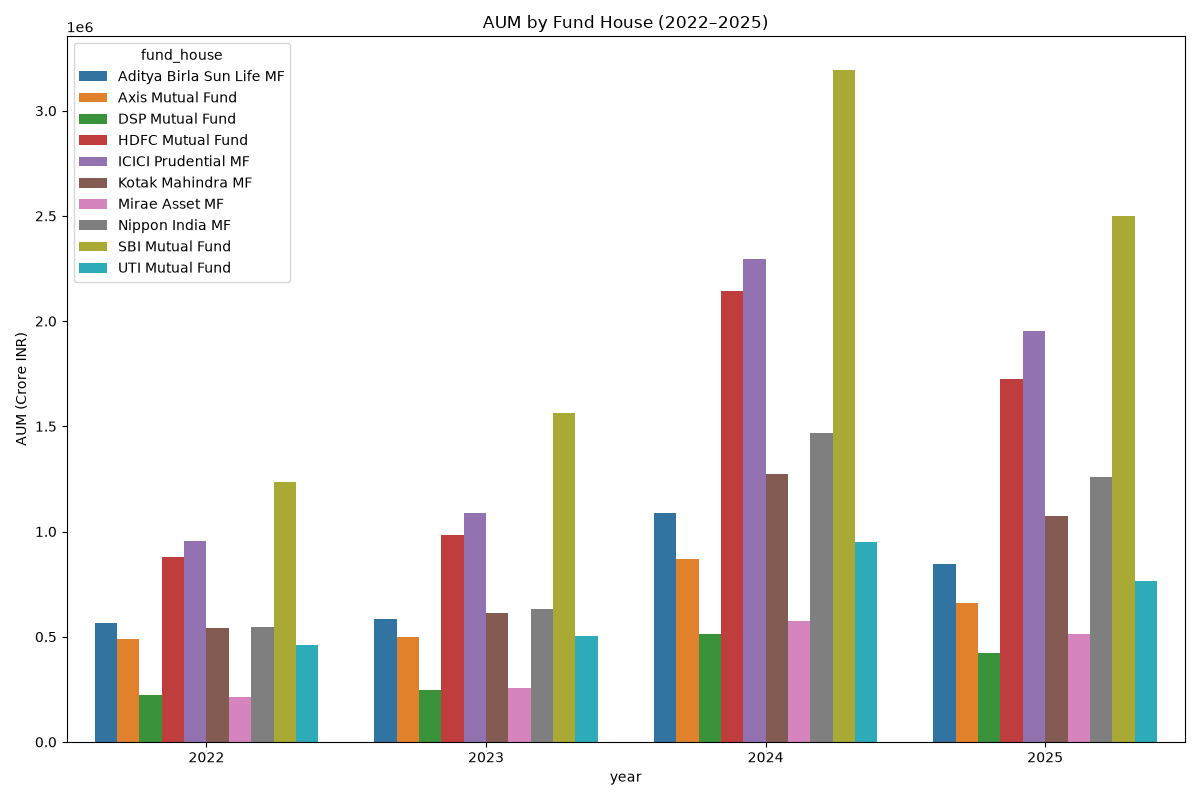 AUM by Fund House (2022–2025)
1e6
fund_house
Aditya Birla Sun Life MF
Axis Mutual Fund
DSP Mutual Fund
HDFC Mutual Fund
ICICI Prudential MF
Kotak Mahindra MF
Mirae Asset MF
Nippon India MF
SBI Mutual Fund
UTI Mutual Fund
3.0
2.5
2.0
1.5
1.0
0.5
0.0
AUM (Crore INR)
2022 2023 2024 2025
year